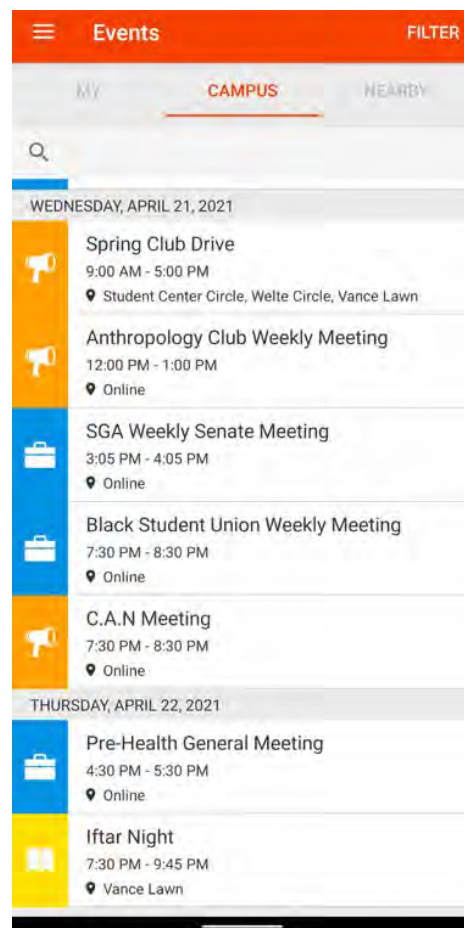 Events
FILTER
MY
CAMPUS
NEARBY
WEDNESDAY, APRIL 21, 2021
Spring Club Drive
9:00 AM - 5:00 PM
Student Center Circle, Welte Circle, Vance Lawn
Anthropology Club Weekly Meeting
12:00 PM - 1:00 PM
Online
SGA Weekly Senate Meeting
3:05 PM - 4:05 PM
Online
Black Student Union Weekly Meeting
7:30 PM - 8:30 PM
Online
C.A.N Meeting
7:30 PM - 8:30 PM
Online
THURSDAY, APRIL 22, 2021
Pre-Health General Meeting
4:30 PM - 5:30 PM
Online
Iftar Night
7:30 PM - 9:45 PM
Vance Lawn